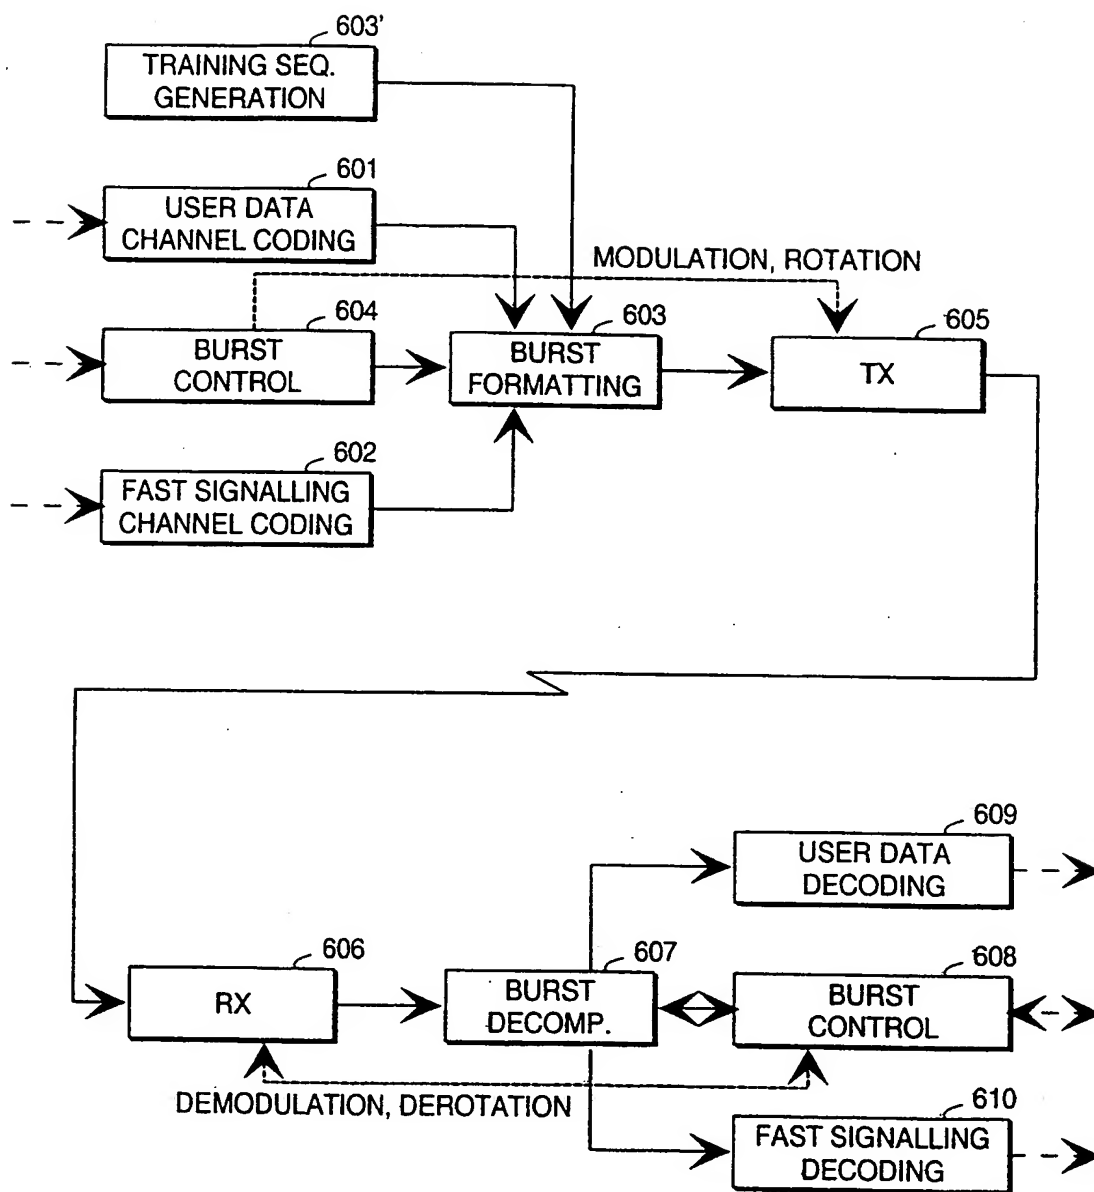 603'
TRAINING SEQ.
GENERATION
601
USER DATA
CHANNEL CODING
MODULATION, ROTATION
604
BURST
CONTROL
603
BURST
FORMATTING
605
TX
602
FAST SIGNALLING
CHANNEL CODING
609
USER DATA
DECODING
606
RX
607
BURST
DECOMP.
608
BURST
CONTROL
DEMODULATION, DEROTATION
610
FAST SIGNALLING
DECODING